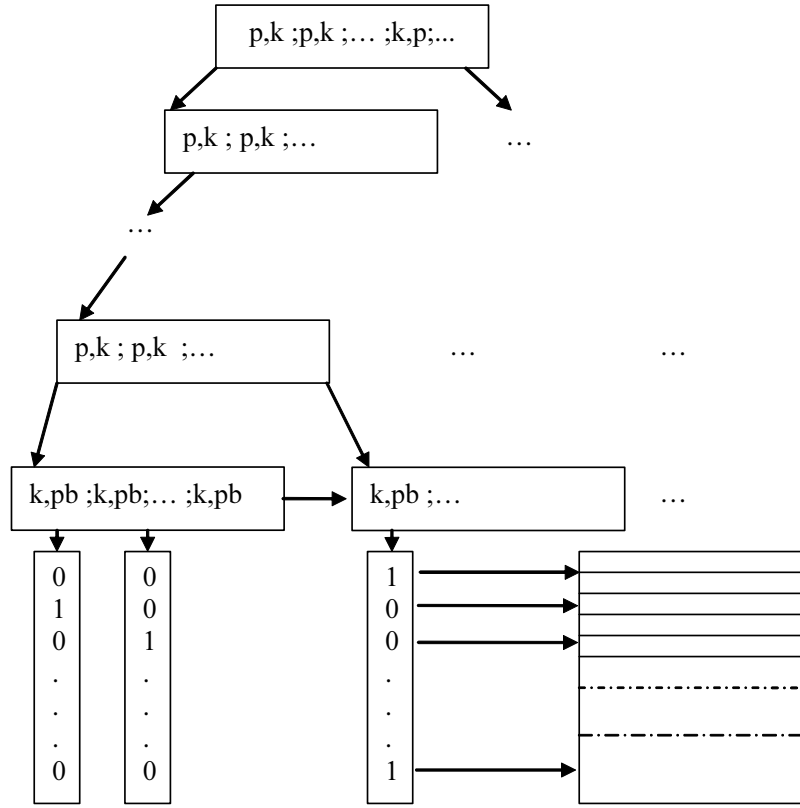 p,k ;p,k ;… ;k,p;...
p,k ; p,k ;…
…
…
p,k ; p,k ;…
…
…
k,pb ;k,pb;… ;k,pb
k,pb ;…
…
0 0 1
1 0 0
0 1 0
. . .
. . .
. . .
0 0 1